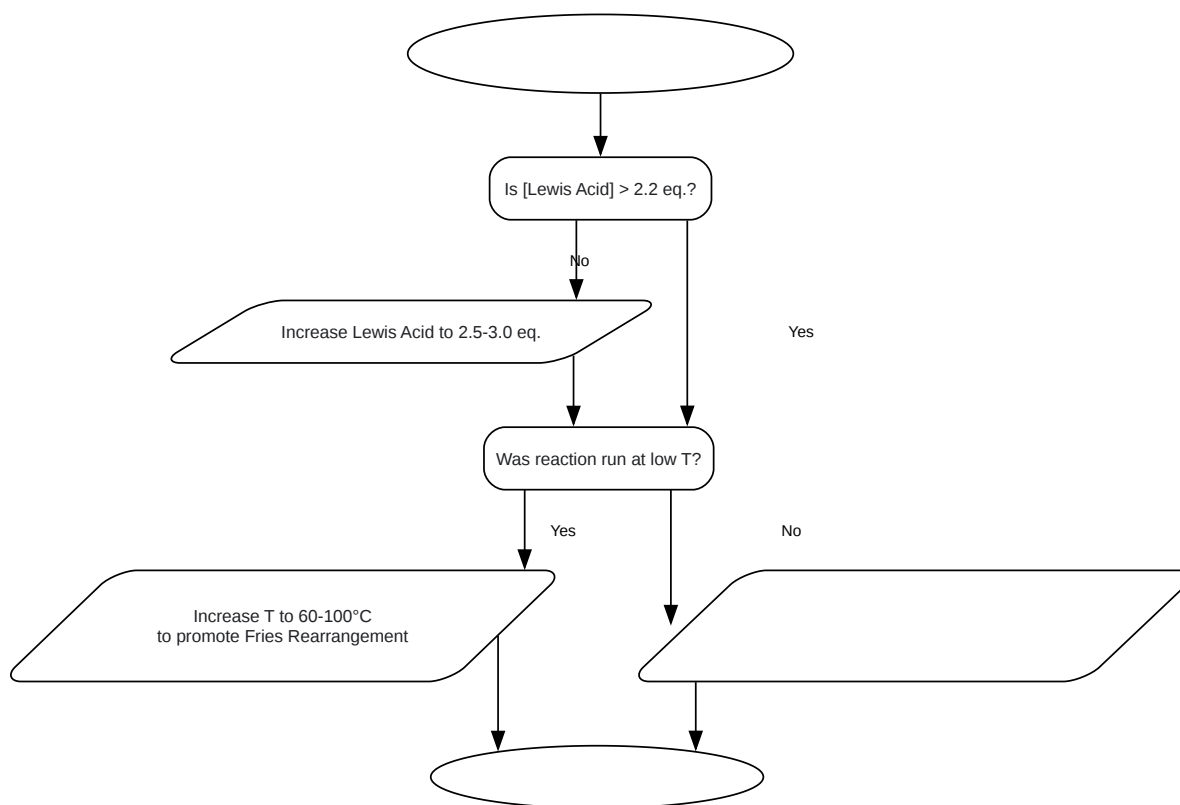 Is [Lewis Acid] > 2.2 eq.?
No
Increase Lewis Acid to 2.5-3.0 eq.
Yes
Was reaction run at low T?
Yes
No
Increase T to 60-100°C
to promote Fries Rearrangement